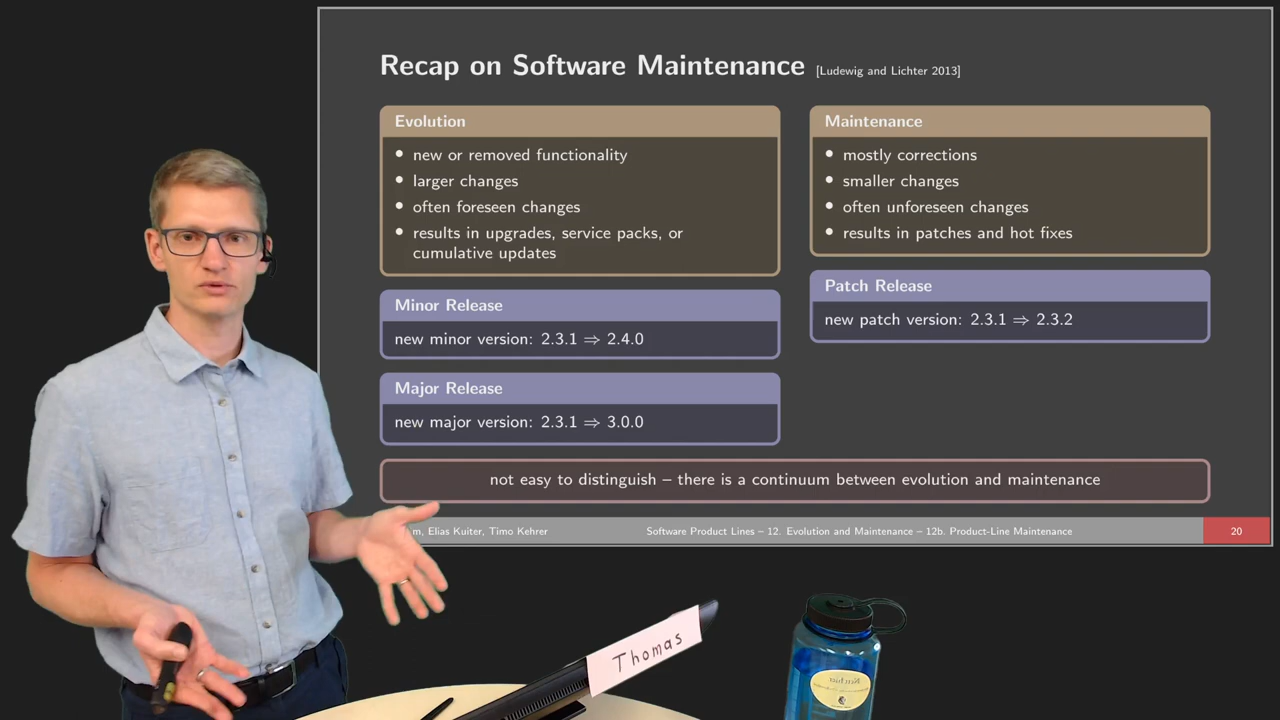 Recap on Software Maintenance [Ludewig and Lichter 2013]
Evolution
• new or removed functionality
• larger changes
• often foreseen changes
• results in upgrades, service packs, or
cumulative updates
Minor Release
new minor version: 2.3.1 ⇒ 2.4.0
Major Release
new major version: 2.3.1 ⇒ 3.0.0
Maintenance
• mostly corrections
• smaller changes
• often unforeseen changes
• results in patches and hot fixes
Patch Release
new patch version: 2.3.1 ⇒ 2.3.2
not easy to distinguish – there is a continuum between evolution and maintenance
m, Elias Kuiter, Timo Kehrer
Software Product Lines – 12. Evolution and Maintenance – 12b. Product-Line Maintenance
20
Thomas